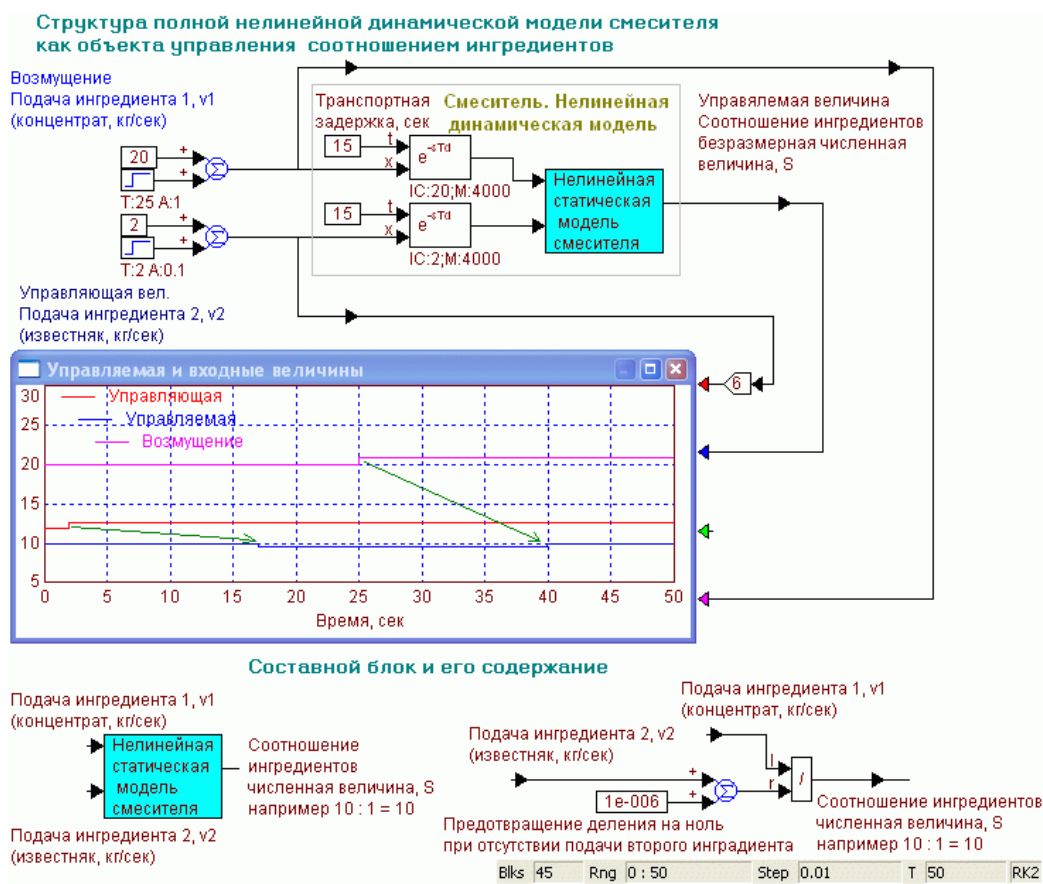 Структура полной нелинейной динамической модели смесителя
как объекта управления соотношением ингредиентов
Возмущение
Подача ингредиента 1, v1
(концентрат, кг/сек)
Транспортная
задержка, сек
Смеситель. Нелинейная
динамическая модель
Управялемая величина
Соотношение ингредиентов
безразмерная численная
величина, S
20
+
+
Σ
T:25 A:1
15
t
x
e^-sTd
IC:20;M:4000
2
+
+
Σ
T:2 A:0.1
15
t
x
e^-sTd
IC:2;M:4000
Нелинейная
статическая
модель
смесителя
Управляющая вел.
Подача ингредиента 2, v2
(известняк, кг/сек)
6
Управляемая и входные величины
Управляющая
Управляемая
Возмущение
30
25
20
15
10
5
0 5 10 15 20 25 30 35 40 45 50
Время, сек
Составной блок и его содержание
Подача ингредиента 1, v1
(концентрат, кг/сек)
Нелинейная
статическая
модель
смесителя
Подача ингредиента 2, v2
(известняк, кг/сек)
Соотношение
ингредиентов
численная величина, S
например 10 : 1 = 10
Подача ингредиента 1, v1
(концентрат, кг/сек)
Подача ингредиента 2, v2
(известняк, кг/сек)
+
+
Σ
1e-006
l
r
/
Предотвращение деления на ноль
при отсутствии подачи второго инградиента
Соотношение ингредиентов
численная величина, S
например 10 : 1 = 10
Blks 45 Rng 0 : 50 Step 0.01 T 50 RK2